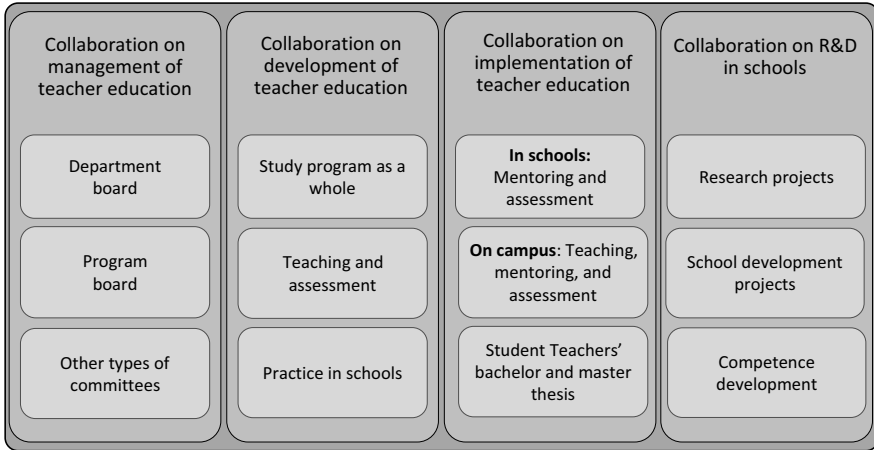 Collaboration on
management of
teacher education
Department
board
Program
board
Other types of
committees
Collaboration on
development of
teacher education
Study program as a
whole
Teaching and
assessment
Practice in schools
Collaboration on
implementation of
teacher education
In schools:
Mentoring and
assessment
On campus: Teaching,
mentoring, and
assessment
Student Teachers’
bachelor and master
thesis
Collaboration on R&D
in schools
Research projects
School development
projects
Competence
development